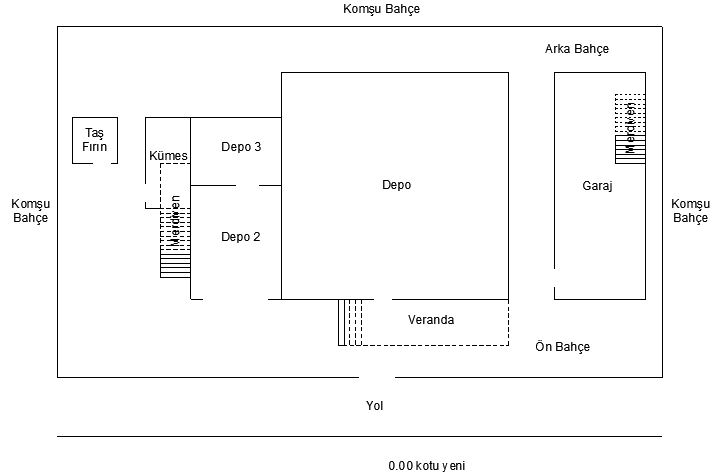 Komşu Bahçe
Arka Bahçe
Taş
Fırın
Kümes
Depo 3
Merdiven
Depo
Garaj
Merdiven
Komşu
Bahçe
Komşu
Bahçe
Depo 2
Veranda
Ön Bahçe
Yol
0.00 kotu yeni